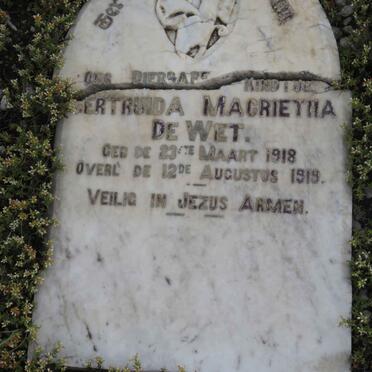 ONS DIERBARE KINDJE
GERTRUIDA MAGRIETHA
DE WET.
GEB DE 23STE MAART 1918
OVERL DE 12DE AUGUSTUS 1919.
VEILIG IN JEZUS ARMEN.